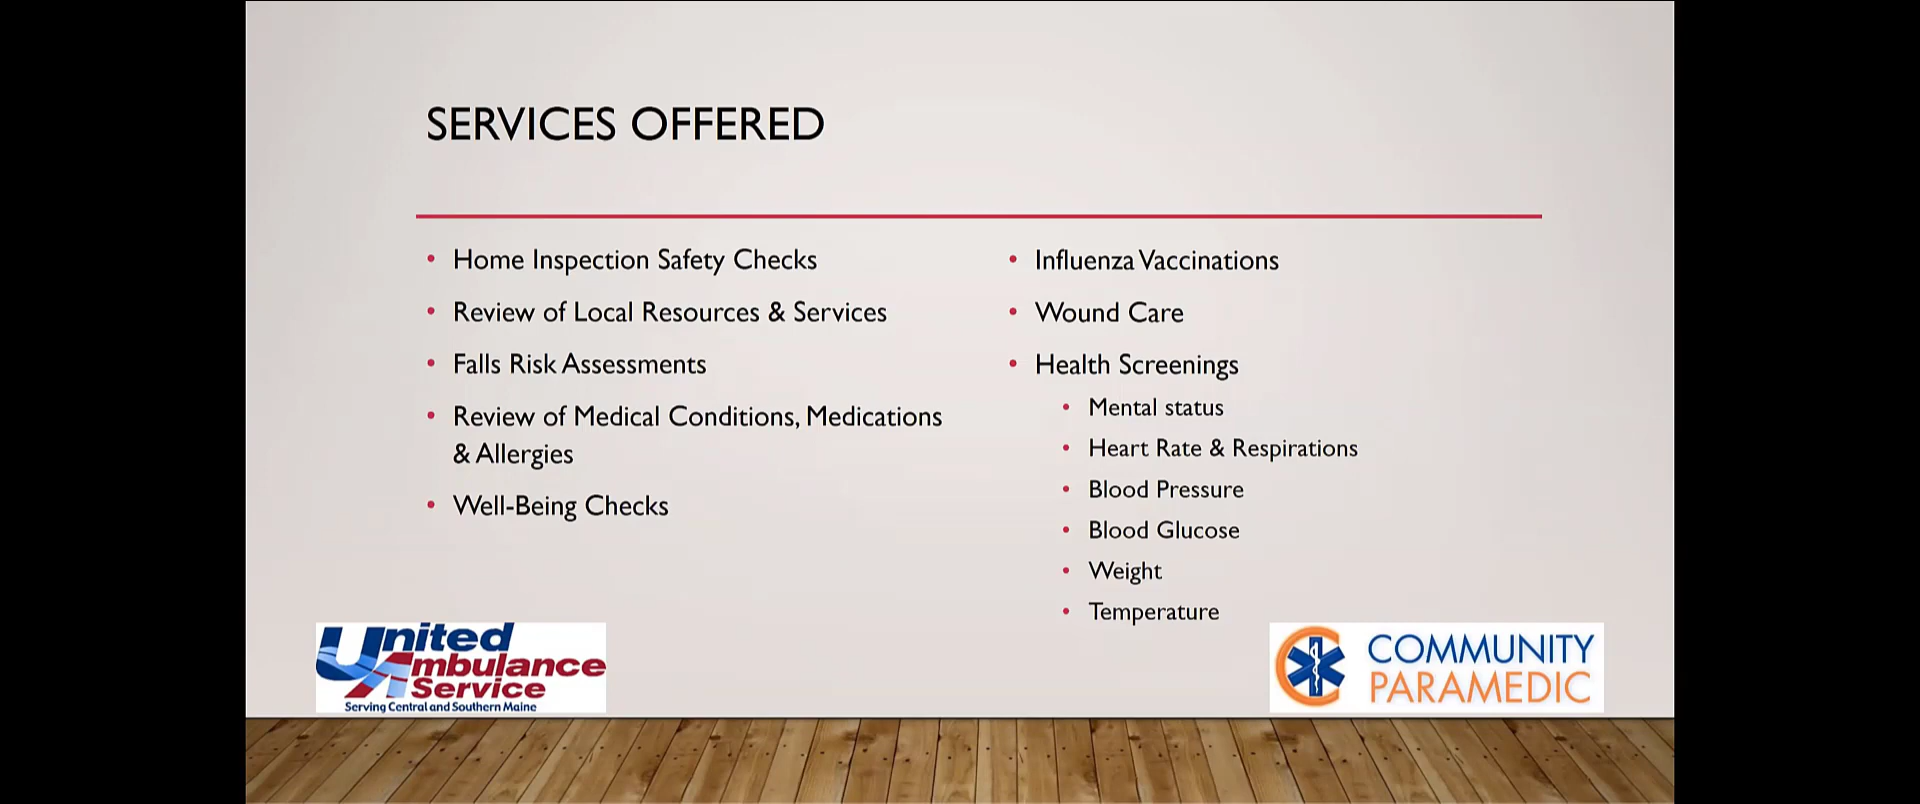 SERVICES OFFERED
• Home Inspection Safety Checks
• Review of Local Resources & Services
• Falls Risk Assessments
• Review of Medical Conditions, Medications
& Allergies
• Well-Being Checks
• Influenza Vaccinations
• Wound Care
• Health Screenings
• Mental status
• Heart Rate & Respirations
• Blood Pressure
• Blood Glucose
• Weight
• Temperature
United
Ambulance
Service
Serving Central and Southern Maine
COMMUNITY
PARAMEDIC